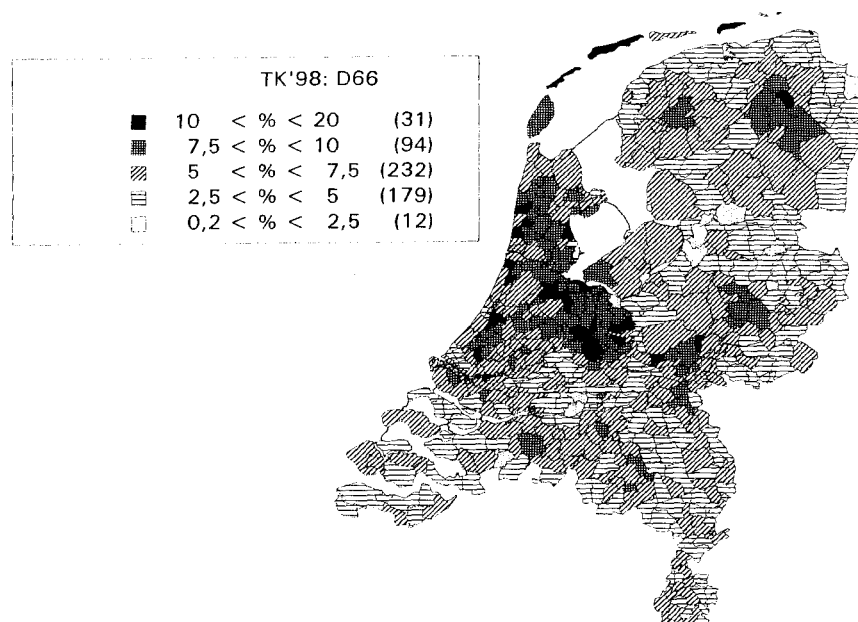 TK'98: D66
10 < % < 20 (31)
7,5 < % < 10 (94)
5 < % < 7,5 (232)
2,5 < % < 5 (179)
0,2 < % < 2,5 (12)